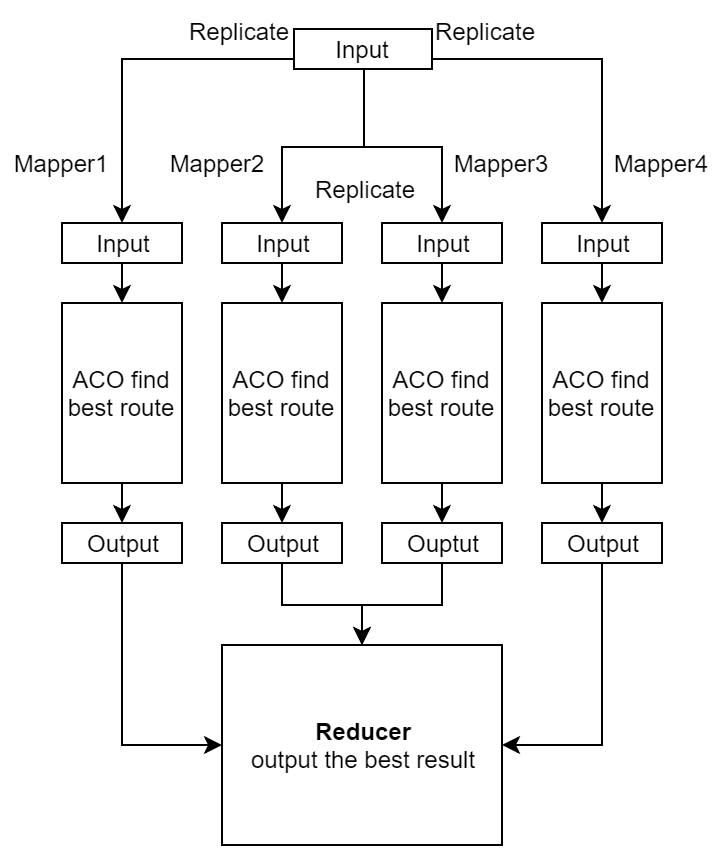 Replicate
Input
Replicate
Mapper1
Mapper2
Mapper3
Mapper4
Replicate
Input
Input
Input
Input
ACO find
best route
ACO find
best route
ACO find
best route
ACO find
best route
Output
Output
Ouptut
Output
Reducer
output the best result